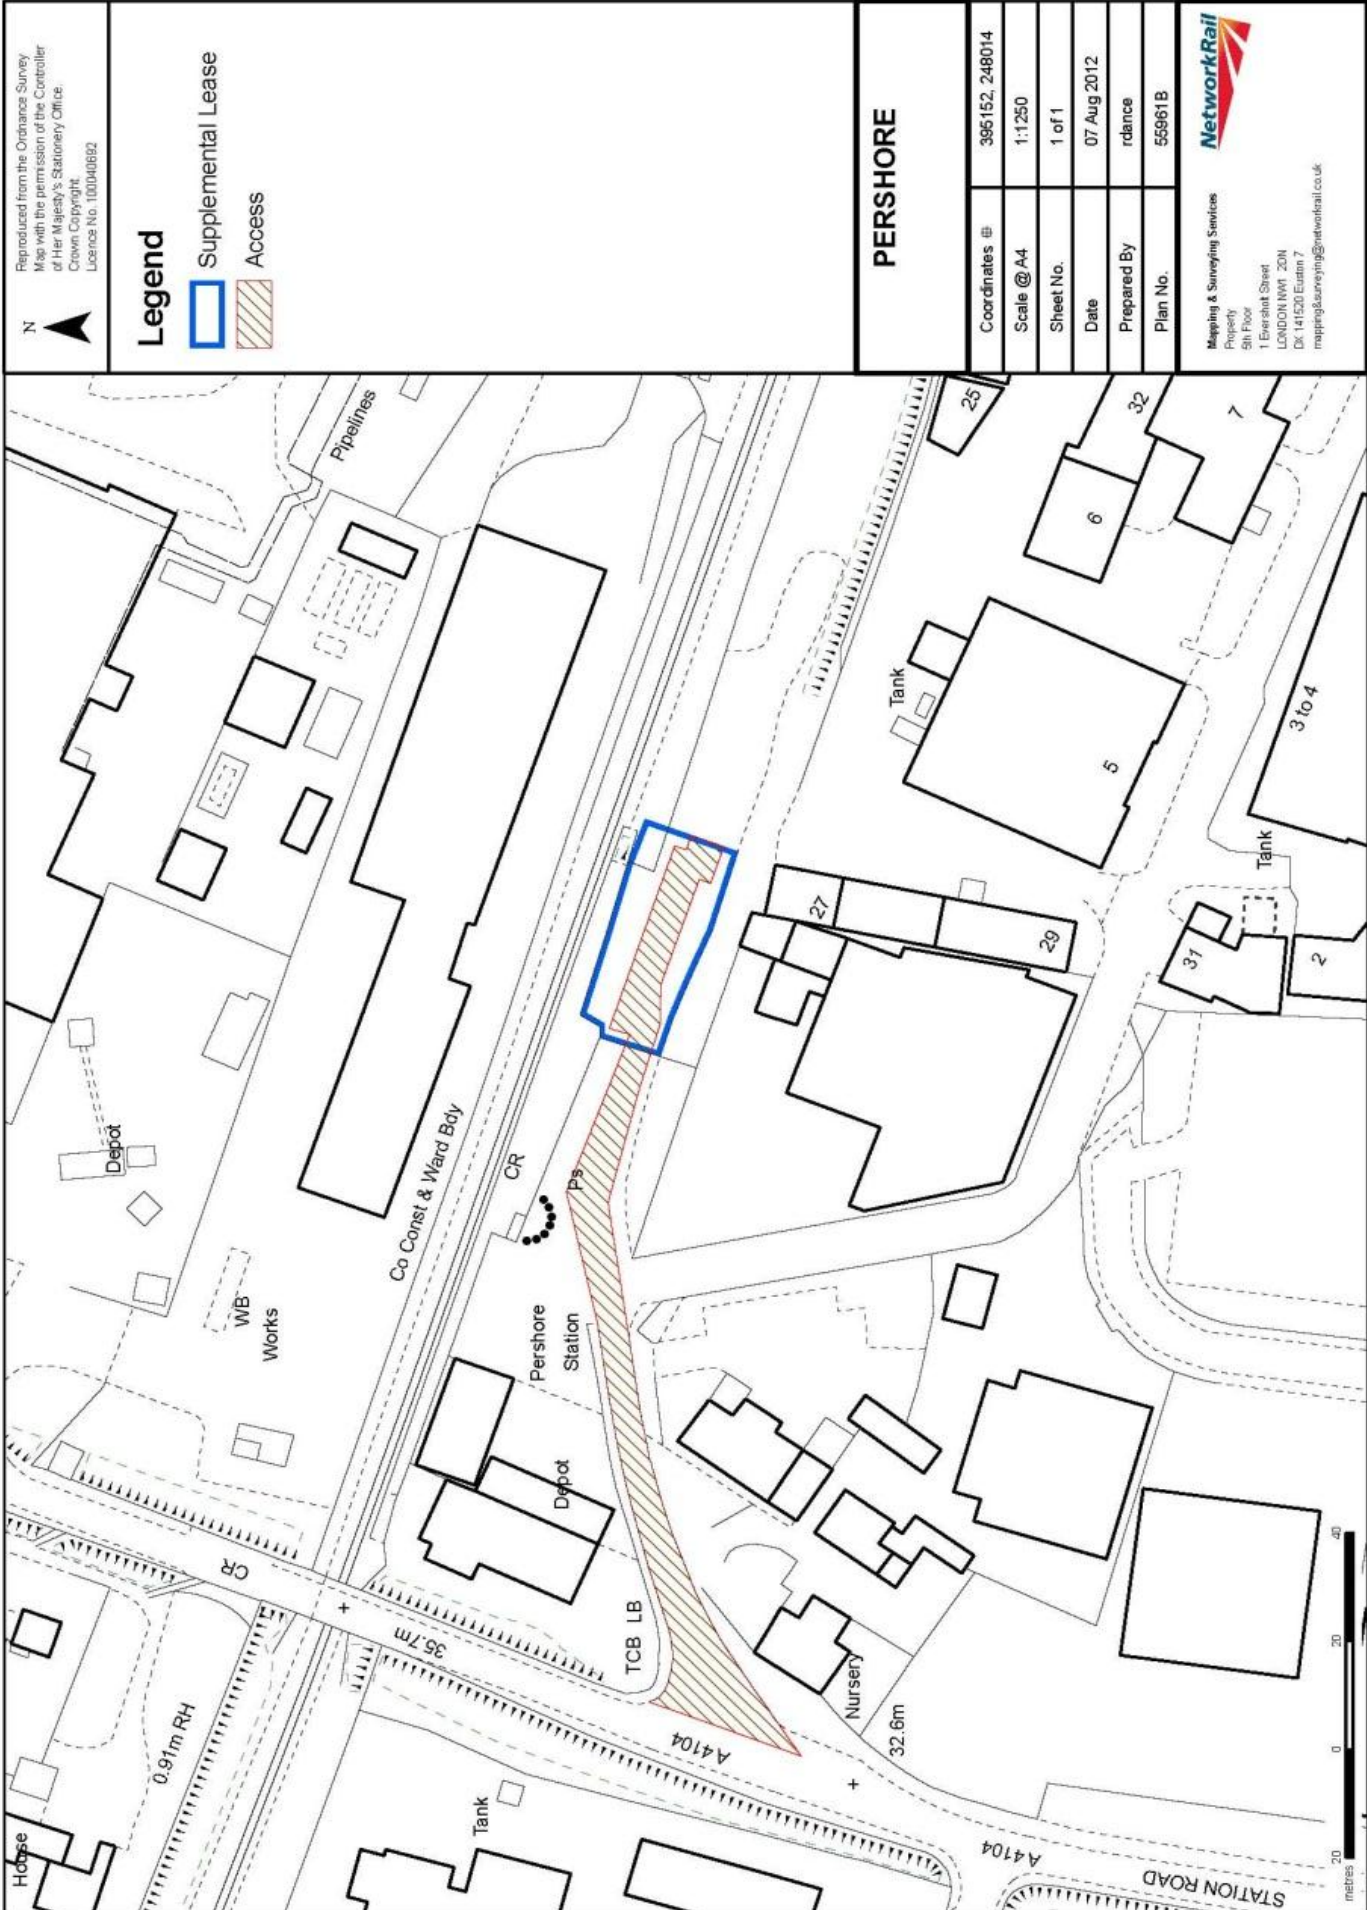 Reproduced from the Ordnance Survey
Map with the permission of the Controller
of Her Majesty's Stationery Office.
Crown Copyright
Licence No. 100040692
N
Legend
Supplemental Lease
Access
PERSHORE
Coordinates
395152, 248014
Scale @ A4
1:1250
Sheet No.
1 of 1
Date
07 Aug 2012
Prepared By
rdance
Plan No.
55961B
Mapping & Surveying Services
Property
5th Floor
1 Eversholt Street
LONDON NW1 2DN
DX 141520 Euston 7
mapping&surveying@networkrail.co.uk
NetworkRail
House
0.91m RH
CR
WB
Works
Depot
Pipelines
35.7m
Co Const & Ward Bdy
CR
Tank
Depot
Pershore
Station
Ps
TCB LB
A 4104
Nursery
32.6m
A 4104
STATION ROAD
27
29
Tank
5
6
25
32
7
31
2
Tank
3 to 4
metres
20
0
20
40